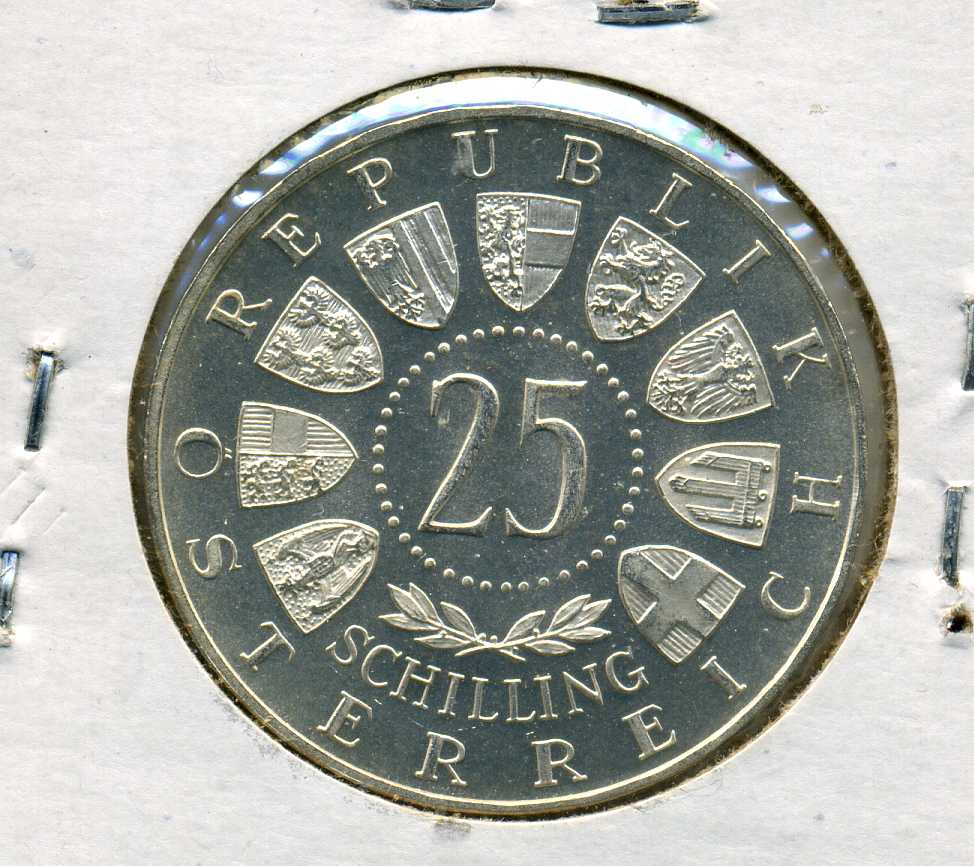 REPUBLIK ÖSTERREICH
25
SCHILLING